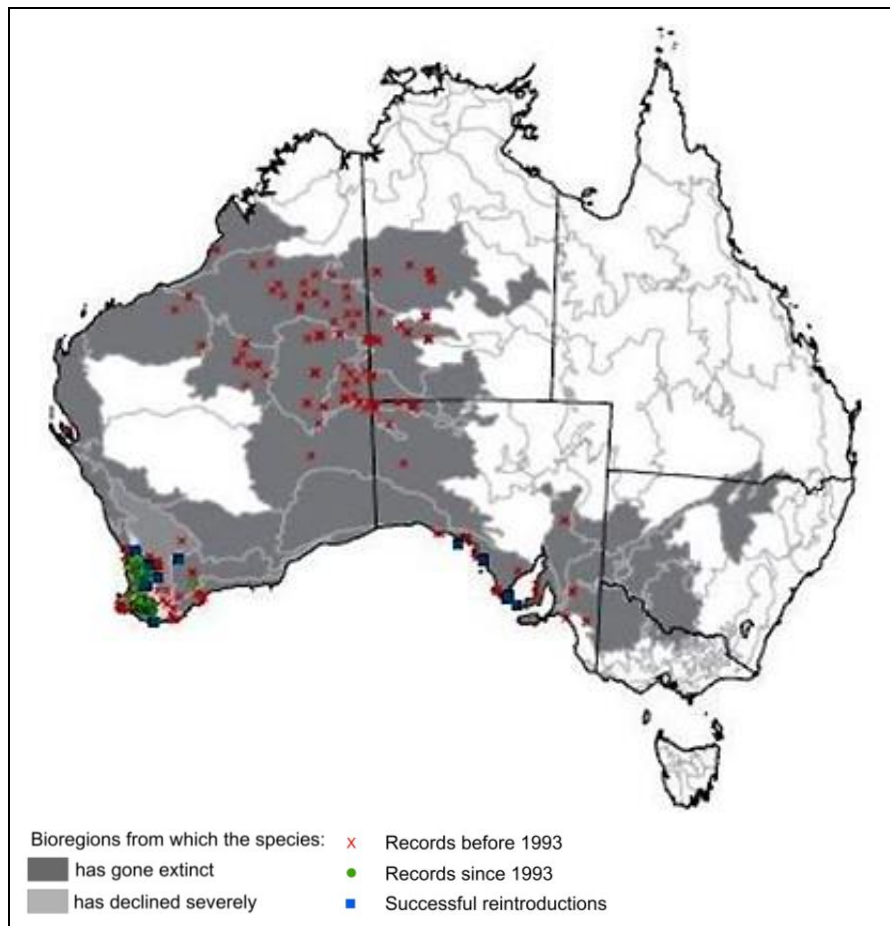 Bioregions from which the species:
has gone extinct
has declined severely
x Records before 1993
Records since 1993
Successful reintroductions